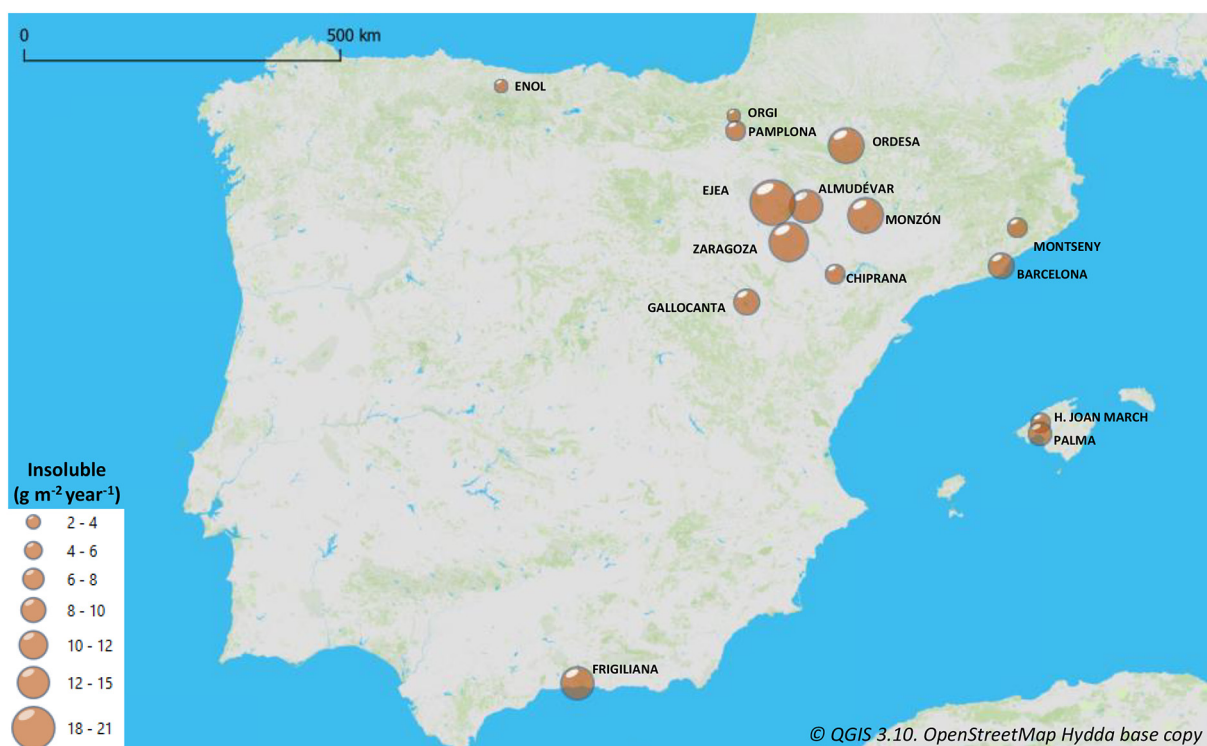 0 500 km
ENOL
ORGI
PAMPLONA
ORDESA
EJEA
ALMUDÉVAR
MONZÓN
ZARAGOZA
MONTSENY
BARCELONA
CHIPRANA
GALLOCANTA
H. JOAN MARCH
PALMA
FRIGILIANA
Insoluble
(g m⁻² year⁻¹)
2 - 4
4 - 6
6 - 8
8 - 10
10 - 12
12 - 15
18 - 21
© QGIS 3.10. OpenStreetMap Hydda base copy